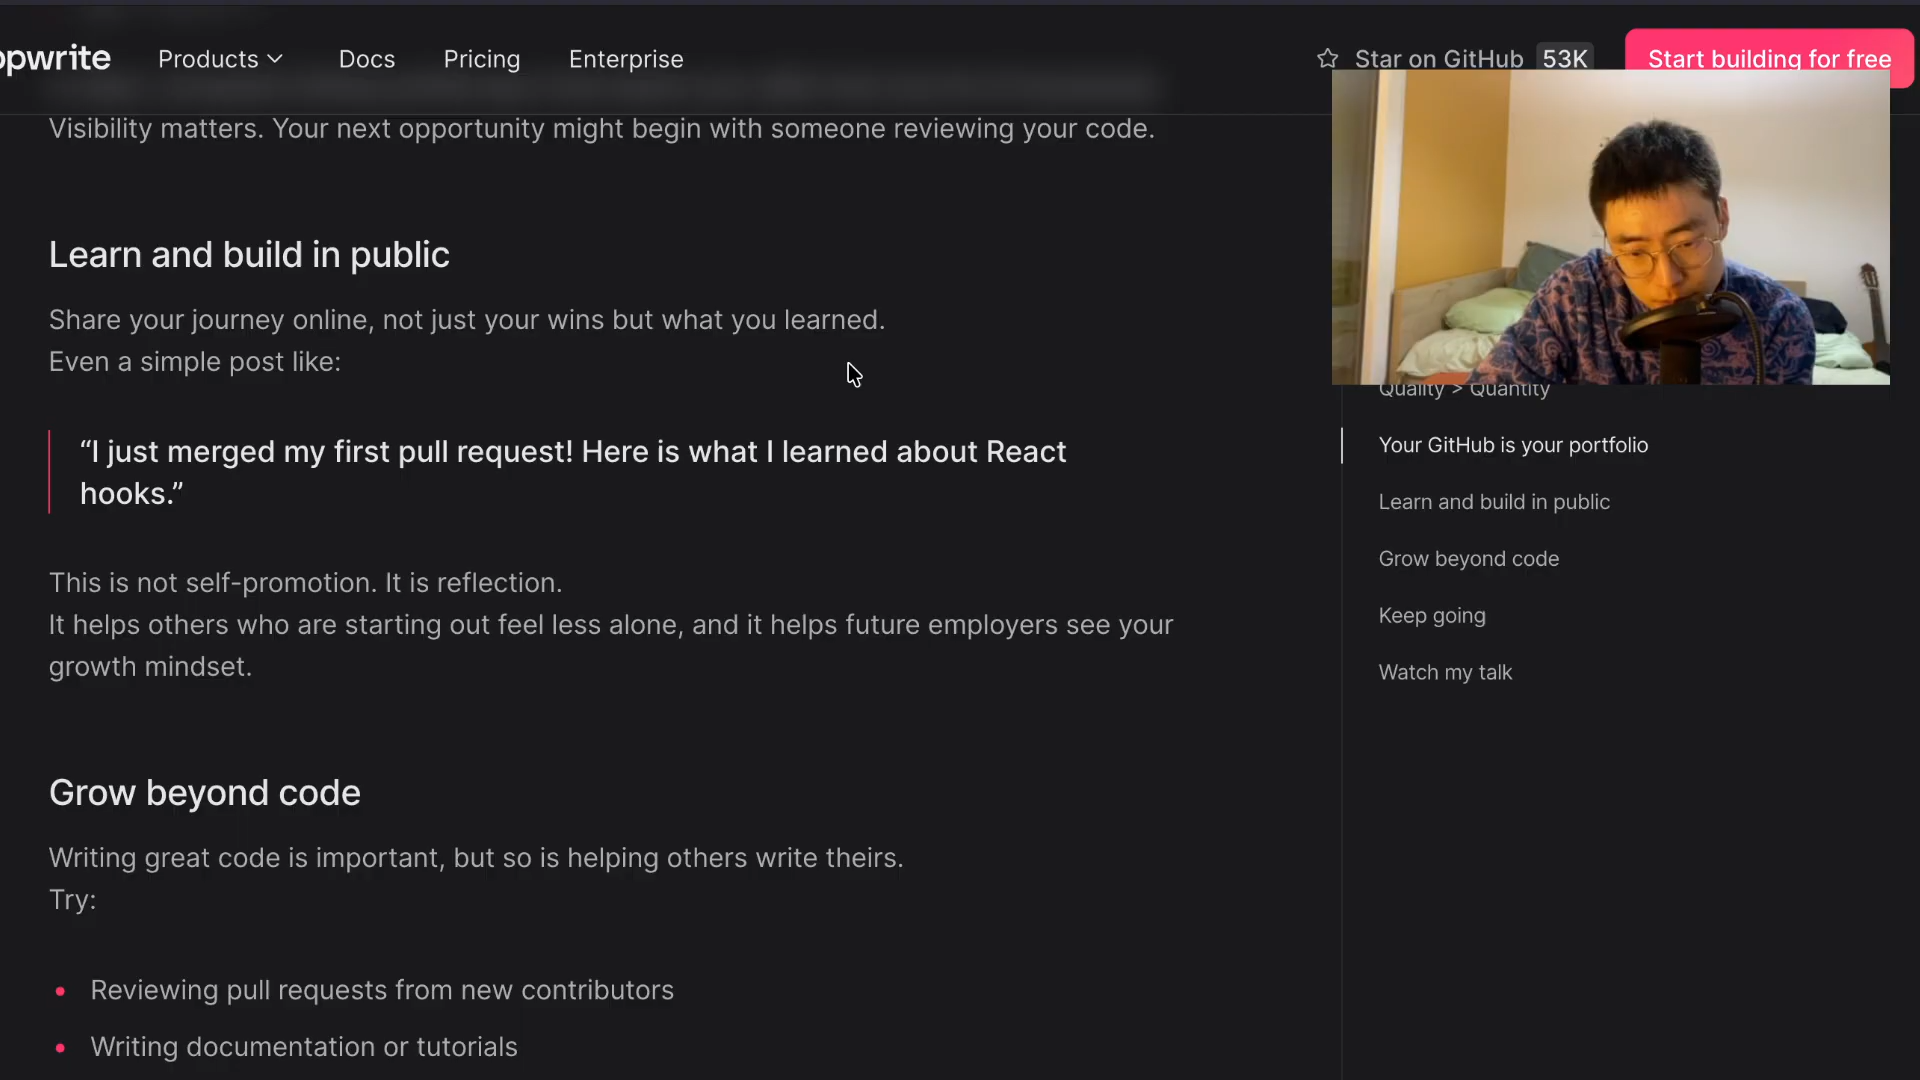 ppwrite
Products
Docs
Pricing
Enterprise
Star on GitHub 53K
Start building for free
Visibility matters. Your next opportunity might begin with someone reviewing your code.
Learn and build in public
Share your journey online, not just your wins but what you learned.
Even a simple post like:
“I just merged my first pull request! Here is what I learned about React
hooks.”
This is not self-promotion. It is reflection.
It helps others who are starting out feel less alone, and it helps future employers see your
growth mindset.
Grow beyond code
Writing great code is important, but so is helping others write theirs.
Try:
• Reviewing pull requests from new contributors
• Writing documentation or tutorials
Quality > Quantity
Your GitHub is your portfolio
Learn and build in public
Grow beyond code
Keep going
Watch my talk